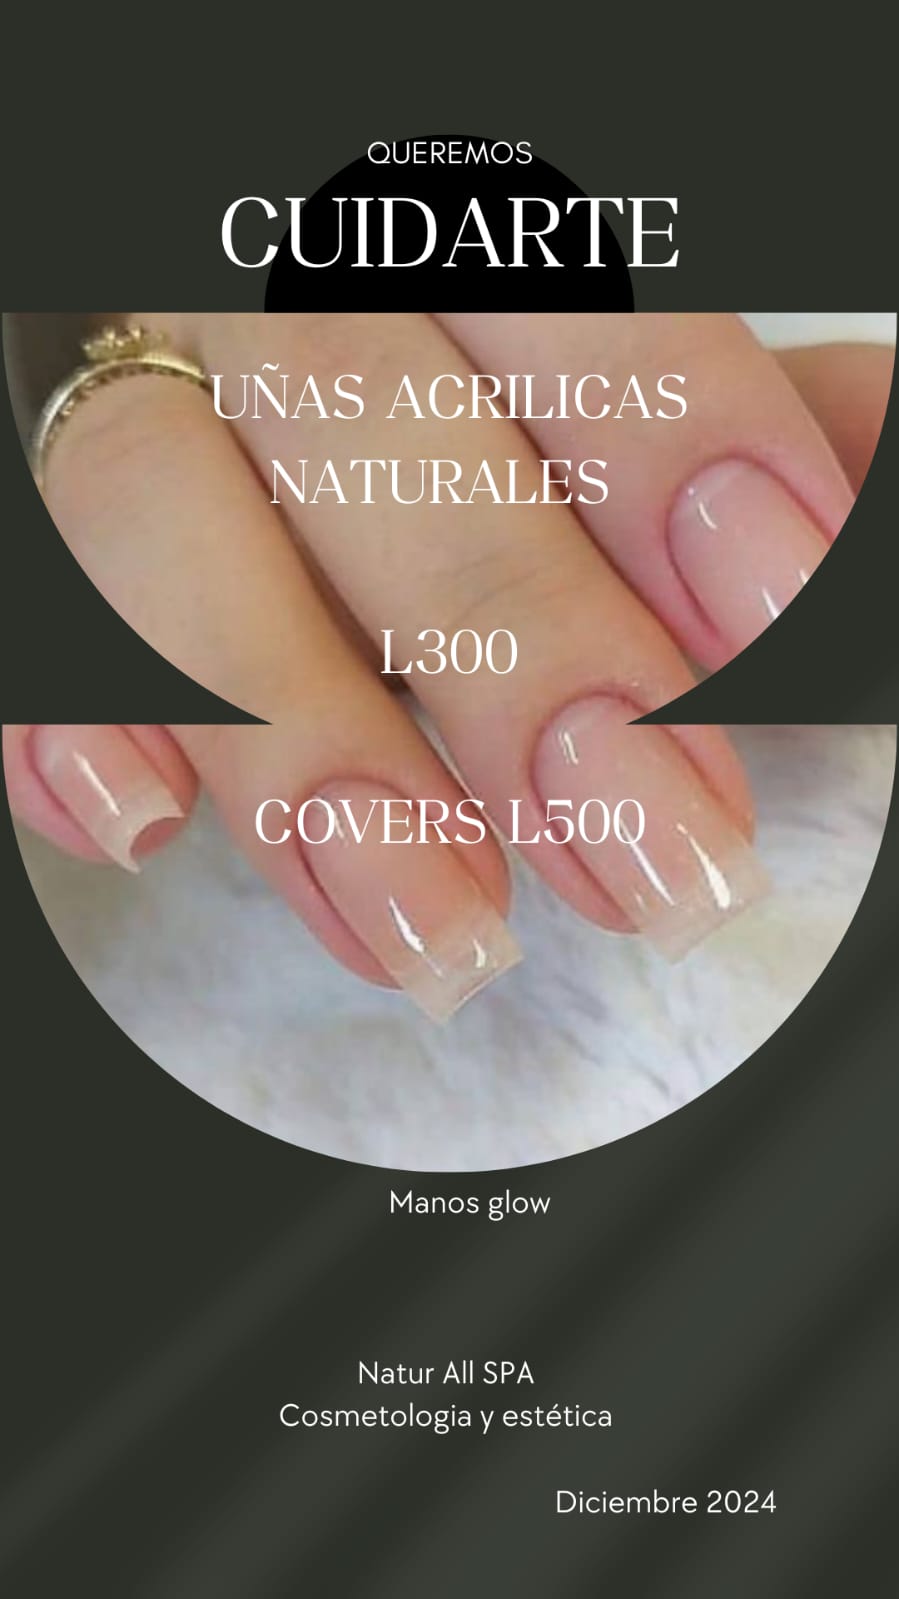 QUEREMOS
CUIDARTE
UÑAS ACRILICAS
NATURALES
L300
COVERS L500
Manos glow
Natur All SPA
Cosmetologia y estética
Diciembre 2024